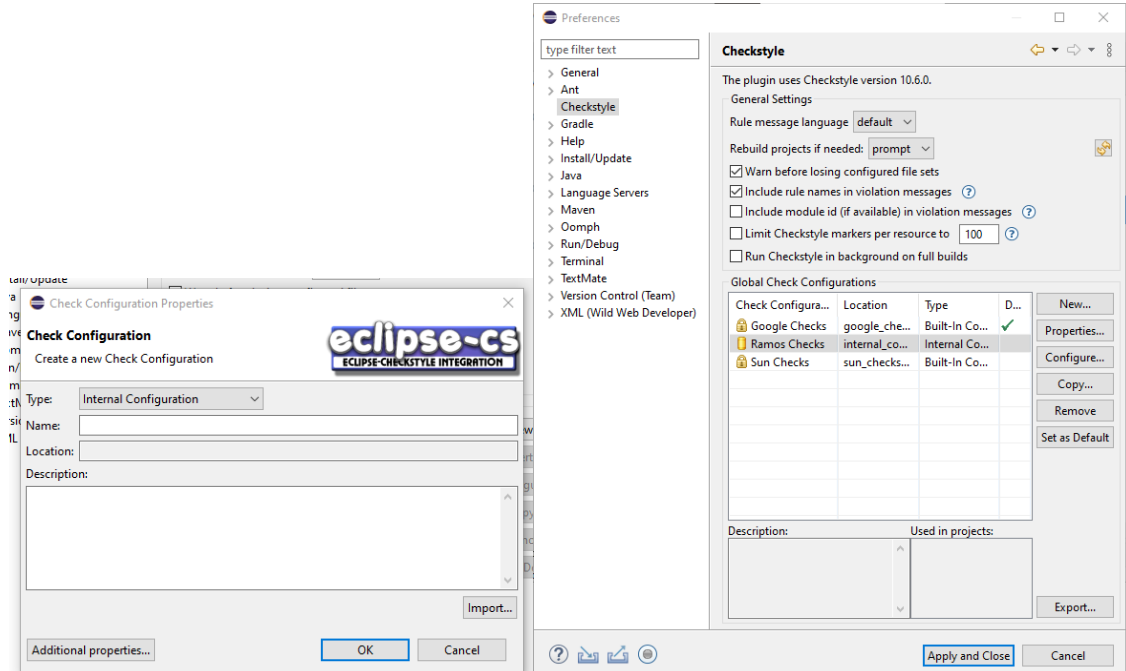 tall/Update
Check Configuration Properties
Check Configuration
Create a new Check Configuration
eclipse-cs
ECLIPSE-CHECKSTYLE INTEGRATION
Type: Internal Configuration
Name:
Location:
Description:
Import...
Additional properties... OK Cancel
Preferences
type filter text
General
Ant
Checkstyle
Gradle
Help
Install/Update
Java
Language Servers
Maven
Oomph
Run/Debug
Terminal
TextMate
Version Control (Team)
XML (Wild Web Developer)
Checkstyle
The plugin uses Checkstyle version 10.6.0.
General Settings
Rule message language default
Rebuild projects if needed: prompt
Warn before losing configured file sets
Include rule names in violation messages
Include module id (if available) in violation messages
Limit Checkstyle markers per resource to 100
Run Checkstyle in background on full builds
Global Check Configurations
Check Configura... Location Type D...
Google Checks google_che... Built-In Co...
Ramos Checks internal_co... Internal Co...
Sun Checks sun_checks... Built-In Co...
New...
Properties...
Configure...
Copy...
Remove
Set as Default
Description: Used in projects:
Export...
Apply and Close Cancel